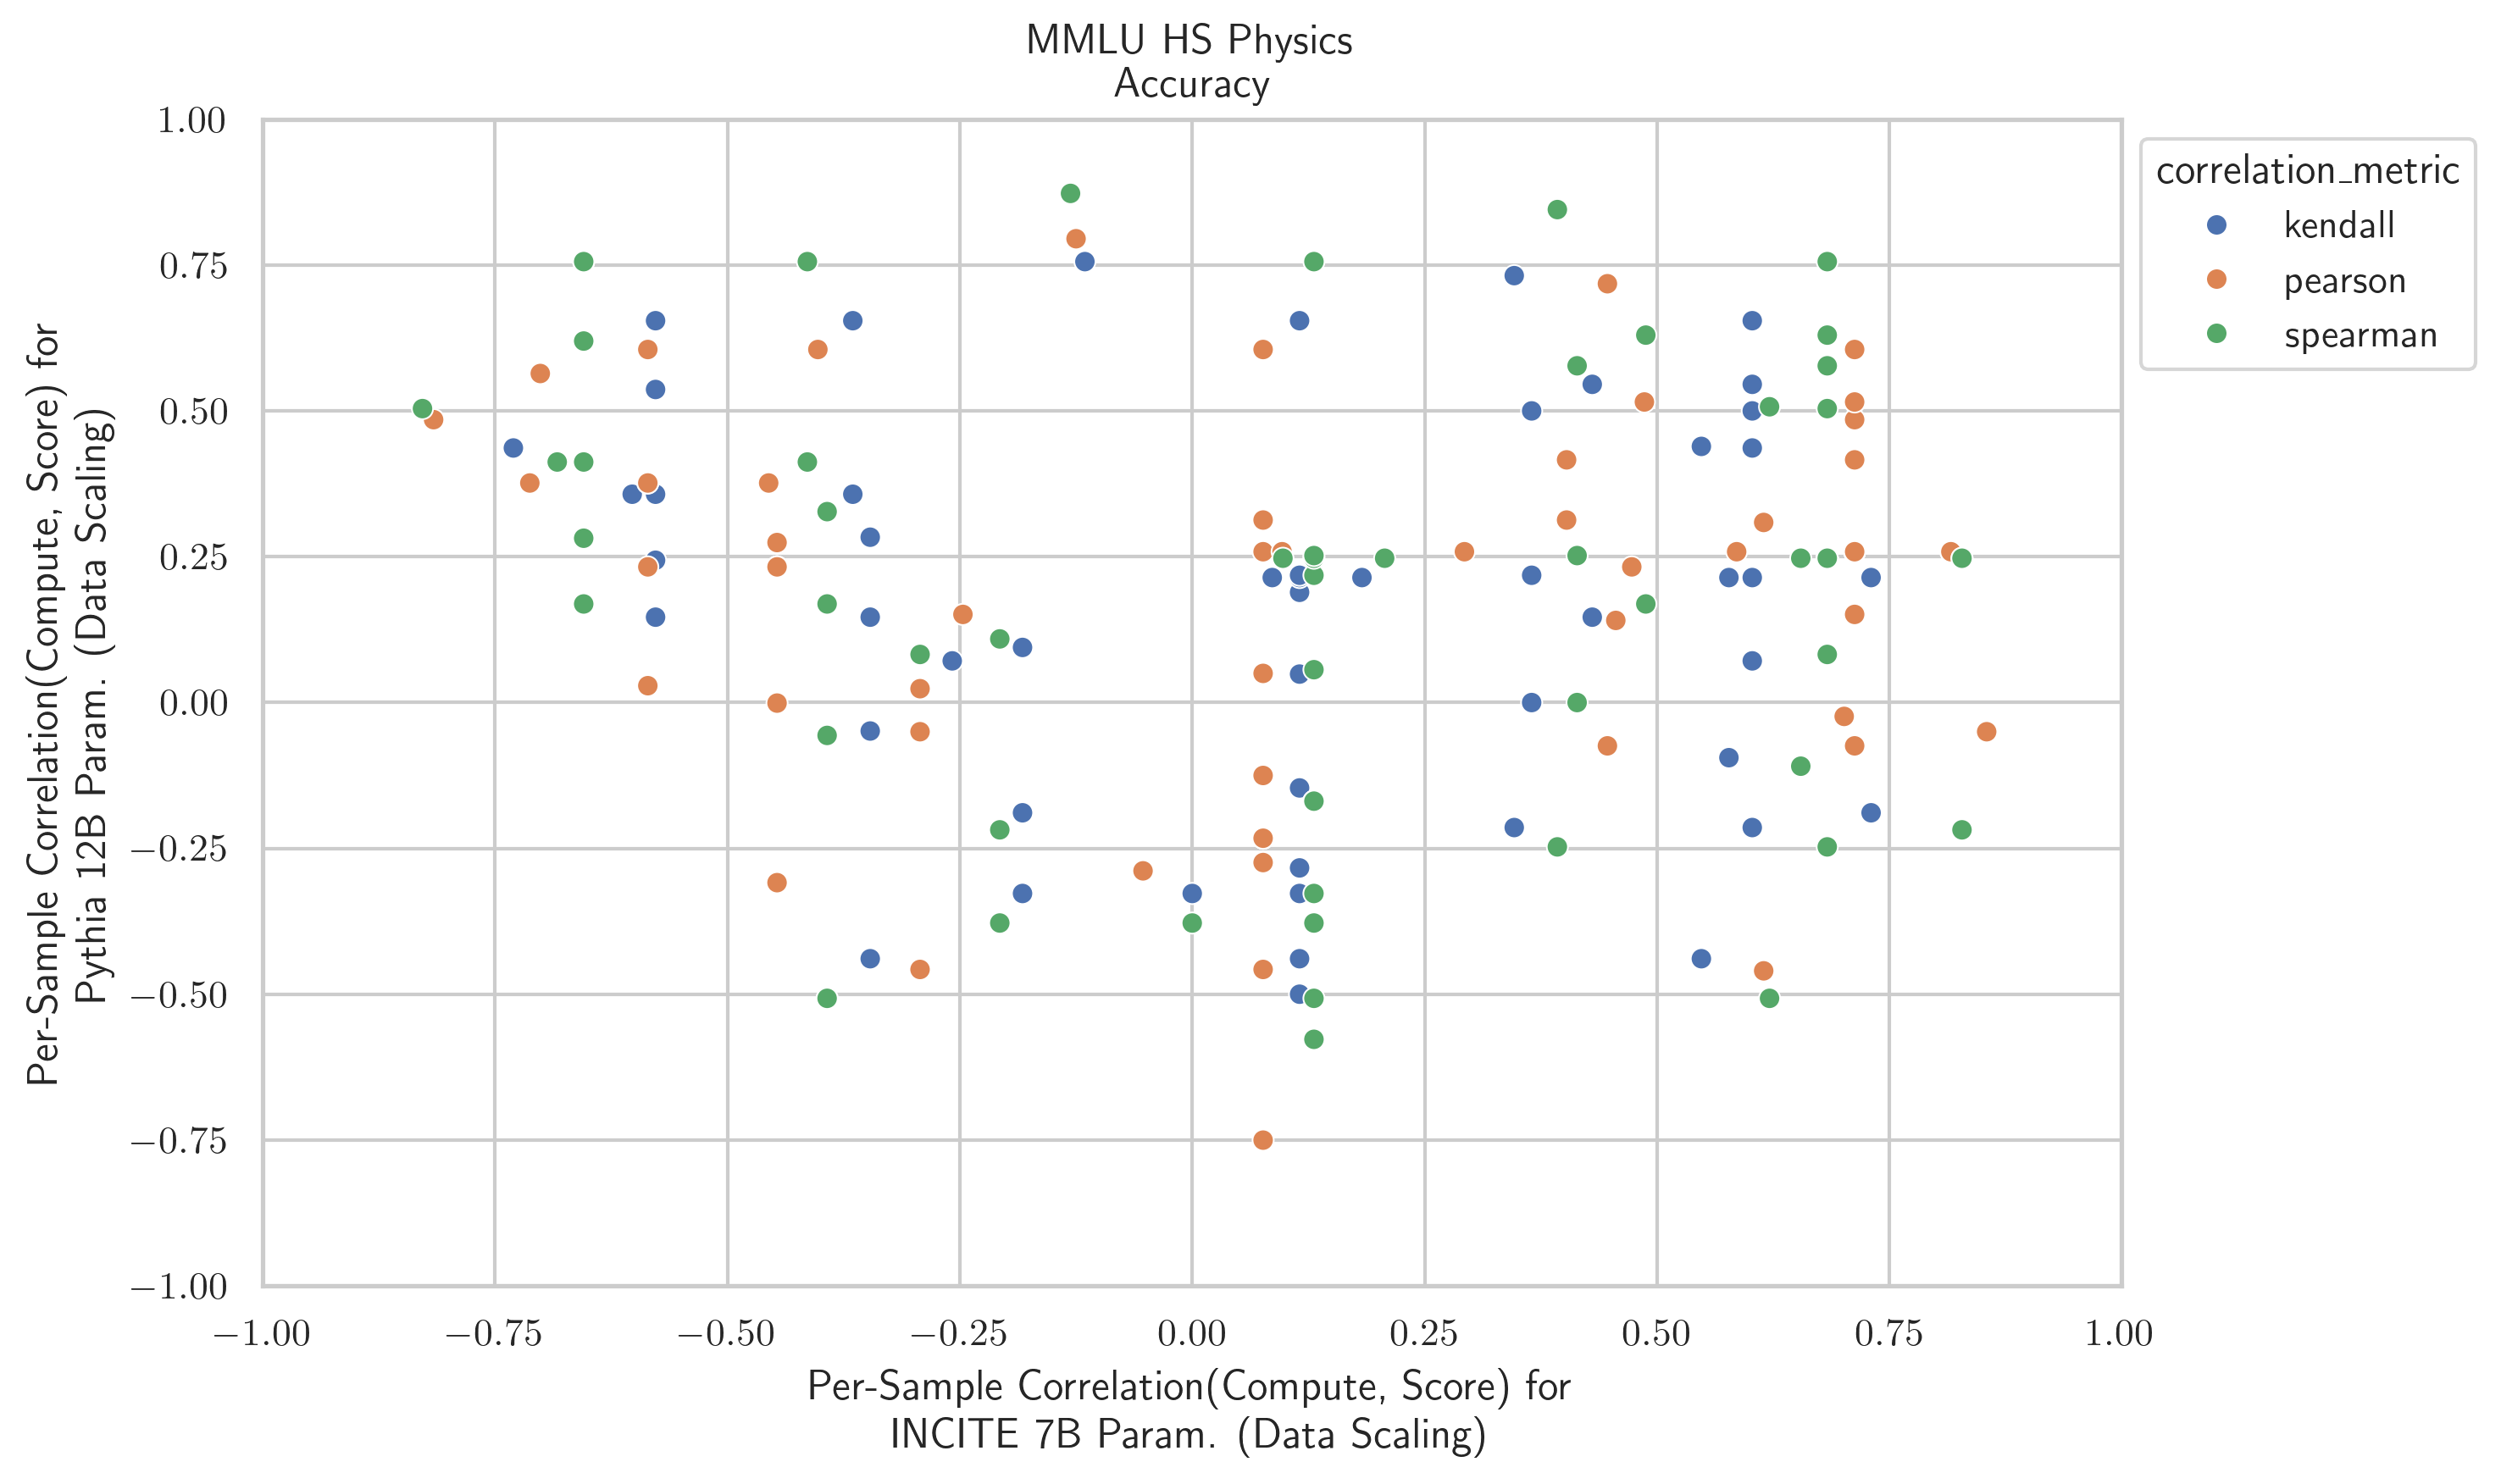 MMLU HS Physics
Accuracy
1.00
0.75
0.50
0.25
0.00
−0.25
−0.50
−0.75
−1.00
Per-Sample Correlation(Compute, Score) for
Pythia 12B Param. (Data Scaling)
correlation_metric
kendall
pearson
spearman
−1.00
−0.75
−0.50
−0.25
0.00
0.25
0.50
0.75
1.00
Per-Sample Correlation(Compute, Score) for
INCITE 7B Param. (Data Scaling)